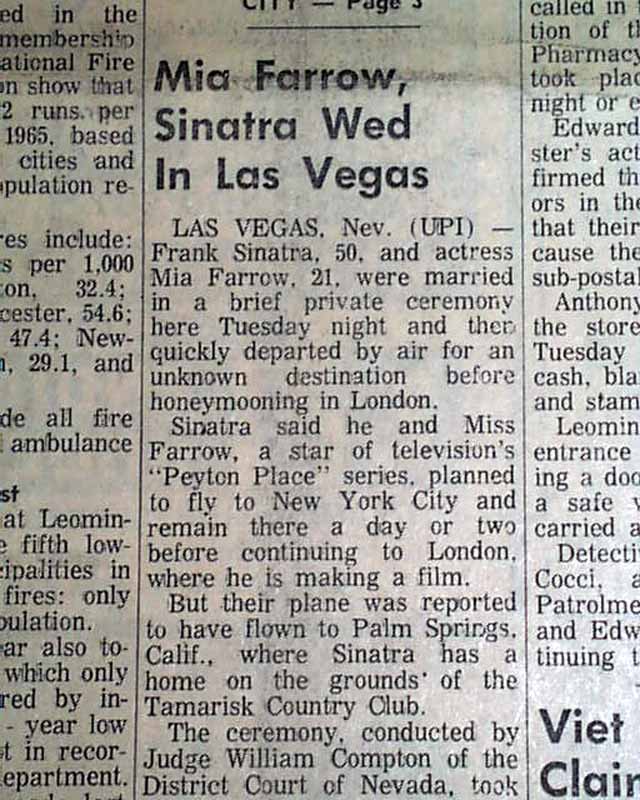 ed in the
membership
ational Fire
on show that
2 runs per
1965, based
cities and
opulation re-
res include:
s per 1,000
on, 32.4;
cester, 54.6;
47.4; New-
29.1, and
de all fire
ambulance
st
at Leomin-
e fifth low-
cipalities in
fires: only
pulation.
ar also to-
which only
red by in-
- year low
t in recor-
epartment.
CITY — Page 3
Mia Farrow,
Sinatra Wed
In Las Vegas
LAS VEGAS, Nev. (UPI) —
Frank Sinatra, 50, and actress
Mia Farrow, 21, were married
in a brief private ceremony
here Tuesday night and then
quickly departed by air for an
unknown destination before
honeymooning in London.
Sinatra said he and Miss
Farrow, a star of television's
"Peyton Place" series, planned
to fly to New York City and
remain there a day or two
before continuing to London,
where he is making a film.
But their plane was reported
to have flown to Palm Springs,
Calif., where Sinatra has a
home on the grounds of the
Tamarisk Country Club.
The ceremony, conducted by
Judge William Compton of the
District Court of Nevada, took
called in
tion of t
Pharmacy
took plac
night or e
Edward
ster's act
firmed th
ors in the
that their
cause the
sub-postal
Anthony
the store
Tuesday
cash, bla
and stam
Leomin
entrance
ing a doo
a safe
carried a
Detecti
Cocci, a
Patrolme
and Edw
tinuing t
Viet
Clai